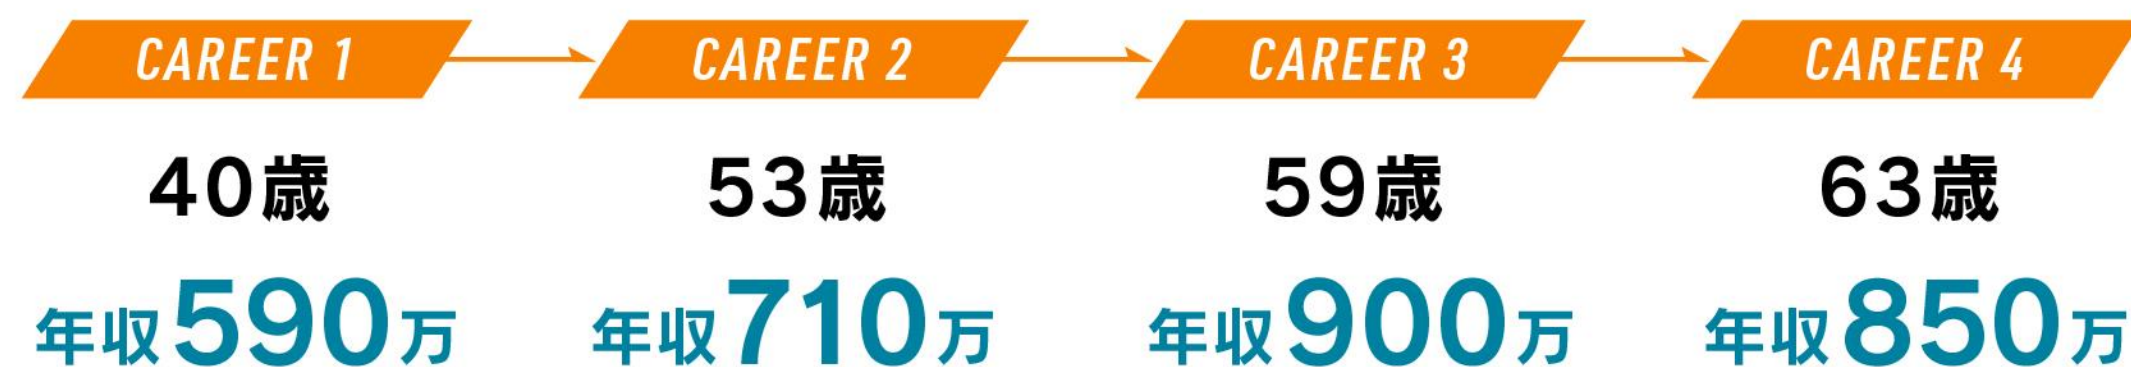 CAREER 1
CAREER 2
CAREER 3
CAREER 4
40歳
53歳
59歳
63歳
年収590万
年収710万
年収900万
年収850万